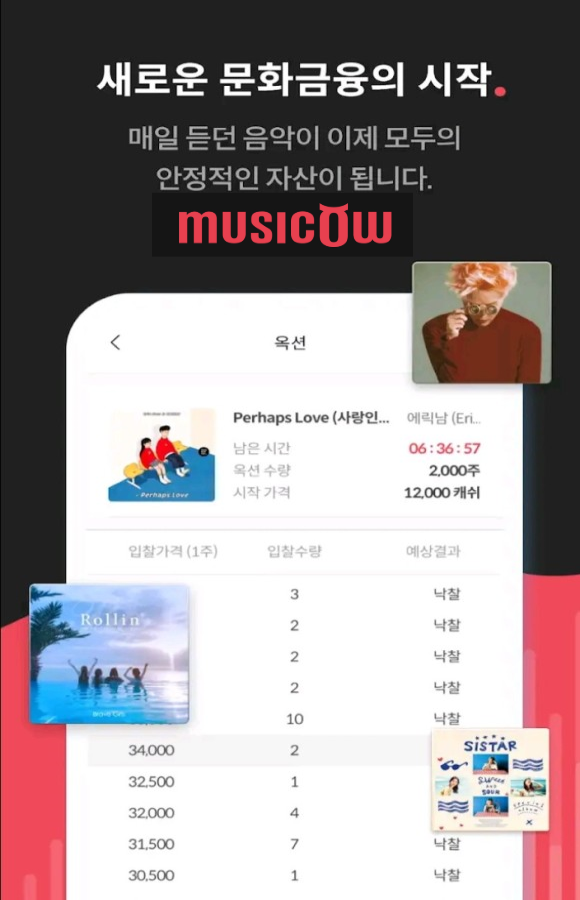 새로운 문화금융의 시작.
매일 듣던 음악이 이제 모두의
안정적인 자산이 됩니다.
musicow
옥션
Perhaps Love (사랑인... 에릭남 (Eri...
남은 시간 06 : 36 : 57
옥션 수량 2,000주
시작 가격 12,000 캐쉬
- Perhaps Love
입찰가격 (1주) 입찰수량 예상결과
3 낙찰
2 낙찰
2 낙찰
2 낙찰
10 낙찰
34,000 2
32,500 1
32,000 4
31,500 7 낙찰
30,500 1 낙찰
Rollin'
SISTAR
SWEET
AND
SOUR